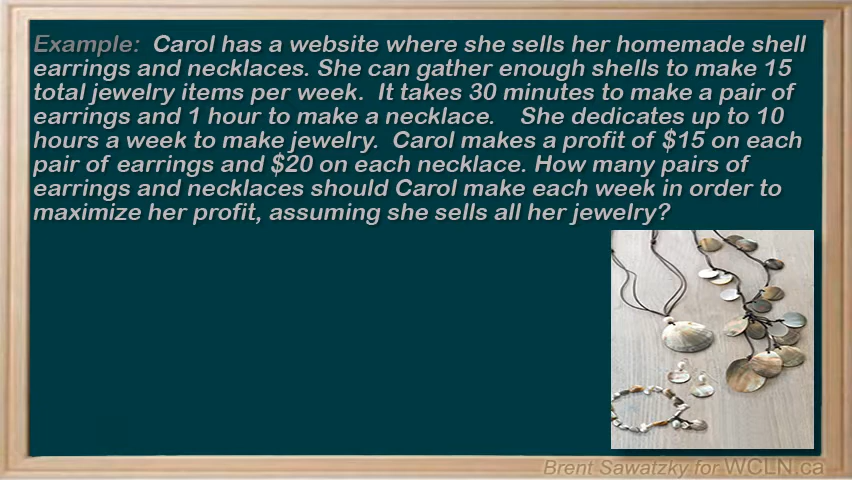 Example: Carol has a website where she sells her homemade shell
earrings and necklaces. She can gather enough shells to make 15
total jewelry items per week. It takes 30 minutes to make a pair of
earrings and 1 hour to make a necklace. She dedicates up to 10
hours a week to make jewelry. Carol makes a profit of $15 on each
pair of earrings and $20 on each necklace. How many pairs of
earrings and necklaces should Carol make each week in order to
maximize her profit, assuming she sells all her jewelry?
Brent Sawatzky for WCLN.ca